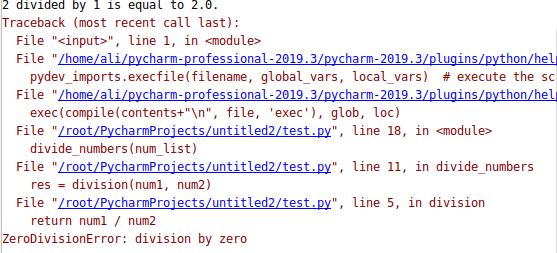 2 divided by 1 is equal to 2.0.
Traceback (most recent call last):
File "<input>", line 1, in <module>
File "/home/ali/pycharm-professional-2019.3/pycharm-2019.3/plugins/python/help
pydev_imports.execfile(filename, global_vars, local_vars)  # execute the sc
File "/home/ali/pycharm-professional-2019.3/pycharm-2019.3/plugins/python/help
exec(compile(contents+"\n", file, 'exec'), glob, loc)
File "/root/PycharmProjects/untitled2/test.py", line 18, in <module>
divide_numbers(num_list)
File "/root/PycharmProjects/untitled2/test.py", line 11, in divide_numbers
res = division(num1, num2)
File "/root/PycharmProjects/untitled2/test.py", line 5, in division
return num1 / num2
ZeroDivisionError: division by zero